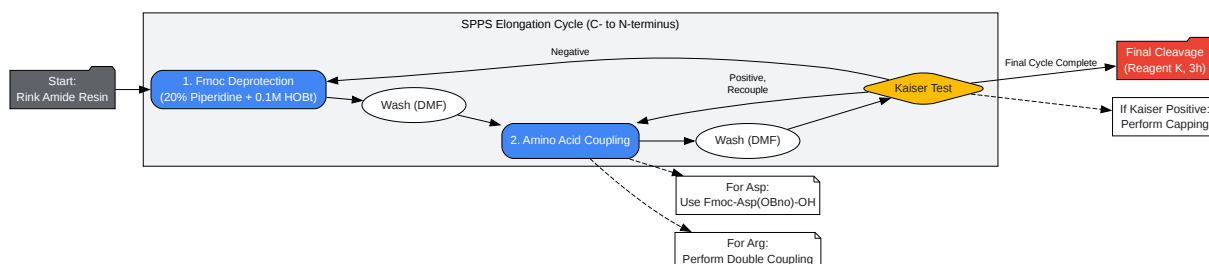 SPPS Elongation Cycle (C- to N-terminus)
Start:
Rink Amide Resin
1. Fmoc Deprotection
(20% Piperidine + 0.1M HOBt)
Wash (DMF)
2. Amino Acid Coupling
Wash (DMF)
Kaiser Test
Negative
Positive,
Recouple
Final Cycle Complete
Final Cleavage
(Reagent K, 3h)
If Kaiser Positive:
Perform Capping
For Asp:
Use Fmoc-Asp(OBno)-OH
For Arg:
Perform Double Coupling